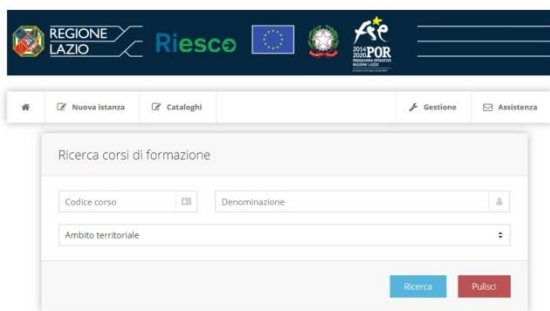 REGIONE
LAZIO
Riesco
fse
2014
2020 POR
Nuova istanza
Cataloghi
Gestione
Assistenza
Ricerca corsi di formazione
Codice corso
Denominazione
Ambito territoriale
Ricerca
Pulisci